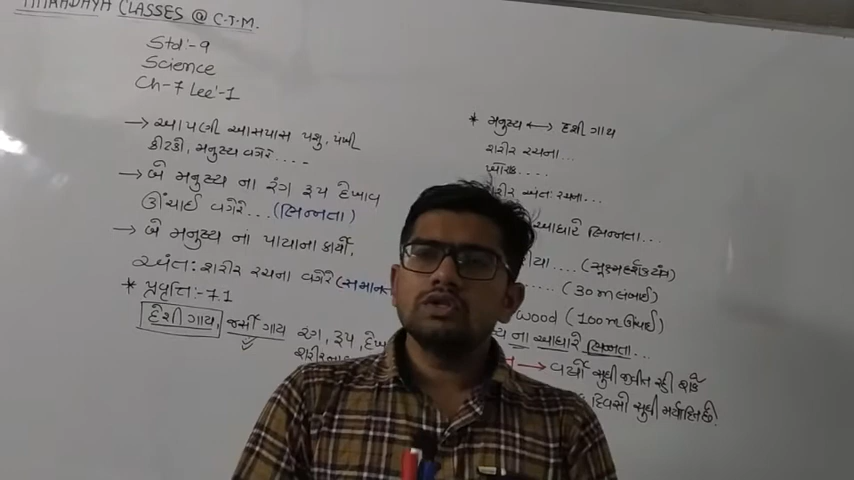 CLASSES @ C.J.M.
Std:- 9
Science
Ch-7 Lec'-1
→ આપણી આસપાસ પશુ, પંખી
કીટકો, મનુષ્ય વગેરે....
→ બે મનુષ્ય ના રંગ રૂપ દેખાવ
ઊંચાઈ વગેરે... (ભિન્નતા)
→ બે મનુષ્ય નાં પાયાના કાર્યો,
અંતઃ શરીર રચના વગેરે
* પ્રવૃત્તિ:- 7.1
દેશી ગાય, જર્સી ગાય રંગ, રૂપ,
* મનુષ્ય ↔ દેશી ગાય
શરીર રચના...
ખોરાક....
શરીર અંતઃ રચના...
આધારે ભિન્નતા...
(સુક્ષ્મદર્શકયંત્ર)
(30 m લંબાઈ)
wood (100 m ઊંચાઈ)
ના આધારે ભિન્નતા...
→ વર્ષો સુધી જીવીત રહી શકે
દિવસો સુધી મર્યાદિત છે.